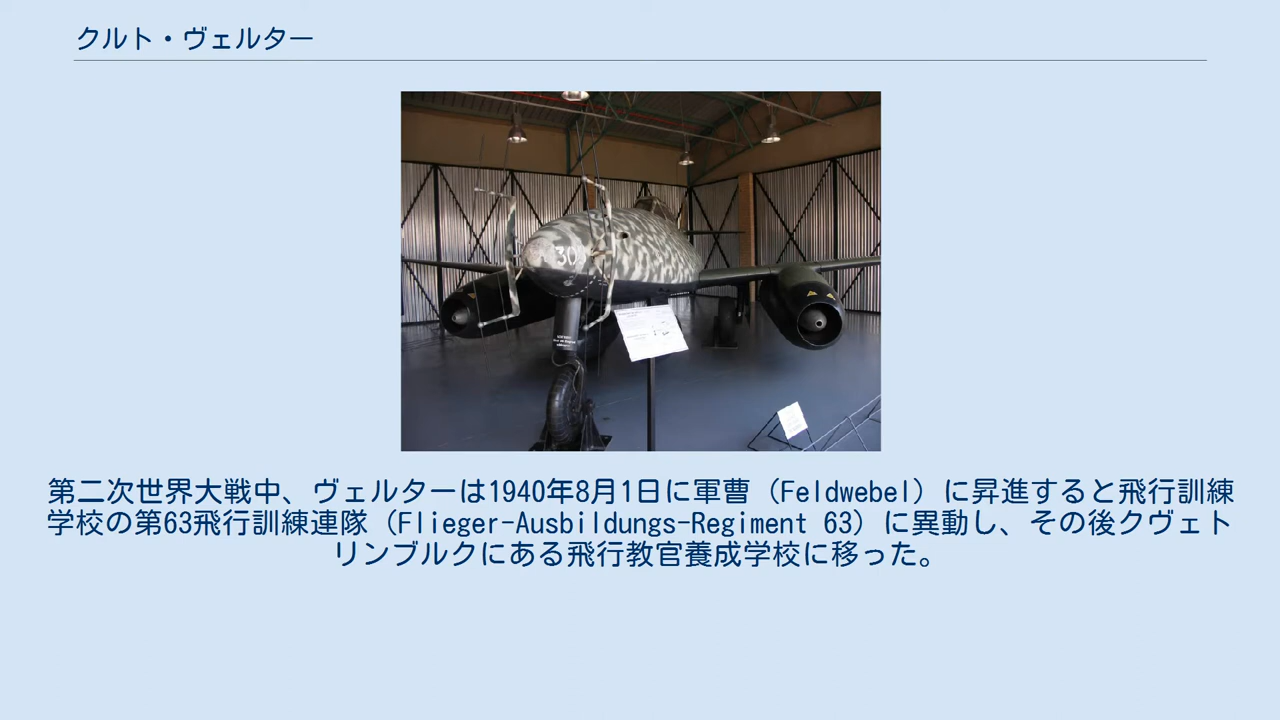 クルト・ヴェルター
30
第二次世界大戦中、ヴェルターは1940年8月1日に軍曹（Feldwebel）に昇進すると飛行訓練
学校の第63飛行訓練連隊（Flieger-Ausbildungs-Regiment 63）に異動し、その後クヴェト
リンブルクにある飛行教官養成学校に移った。